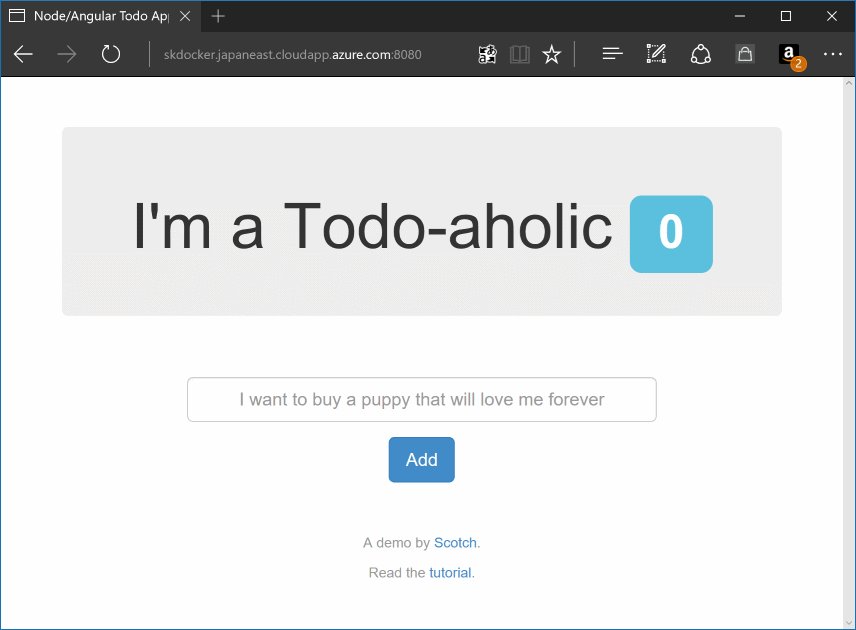 Node/Angular Todo Ap
skdocker.japaneast.cloudapp.azure.com:8080
a
2
I'm a Todo-aholic 0
I want to buy a puppy that will love me forever
Add
A demo by Scotch.
Read the tutorial.